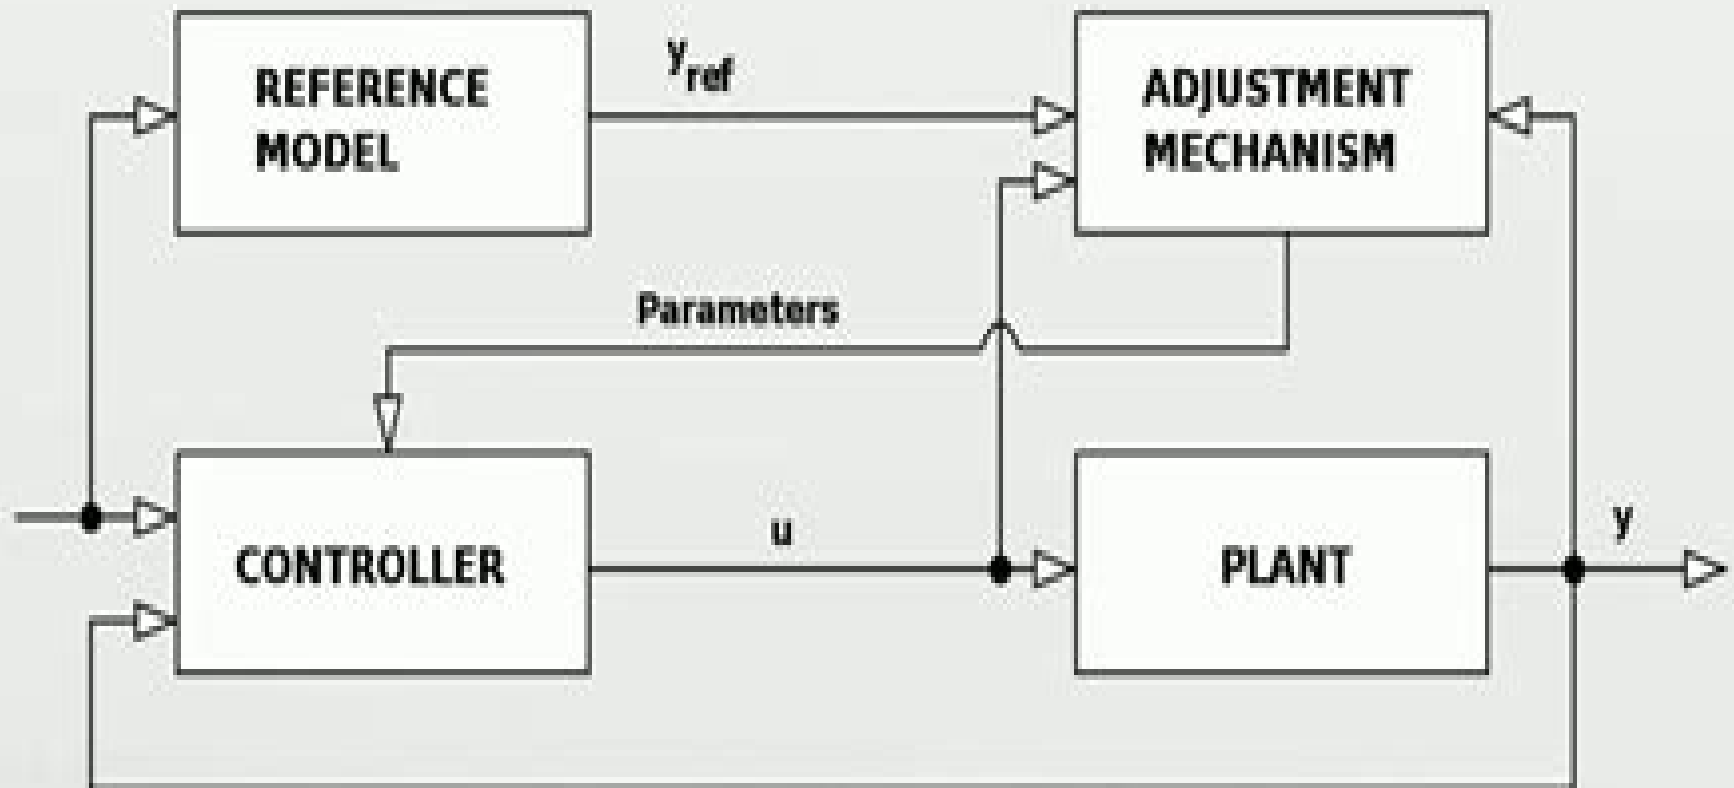 REFERENCE
MODEL
y_ref
ADJUSTMENT
MECHANISM
Parameters
CONTROLLER
u
PLANT
y